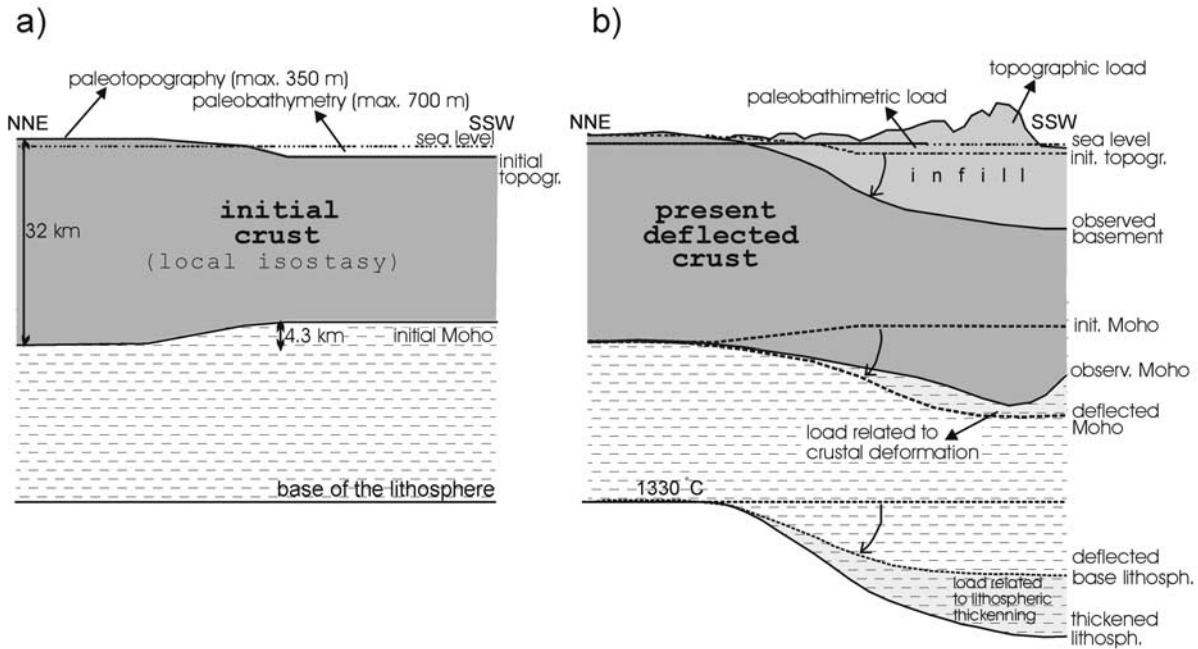 a)
paleotopography (max. 350 m)
paleobathymetry (max. 700 m)
NNE
SSW
sea level
initial
topogr.
initial
crust
(local isostasy)
32 km
4.3 km
initial Moho
base of the lithosphere
b)
topographic load
paleobathimetric load
NNE
SSW
sea level
init. topogr.
infill
present
deflected
crust
observed
basement
init. Moho
observ. Moho
deflected
Moho
load related to
crustal deformation
1330 °C
deflected
base lithosph.
load related
to lithospheric
thickenning
thickened
lithosph.